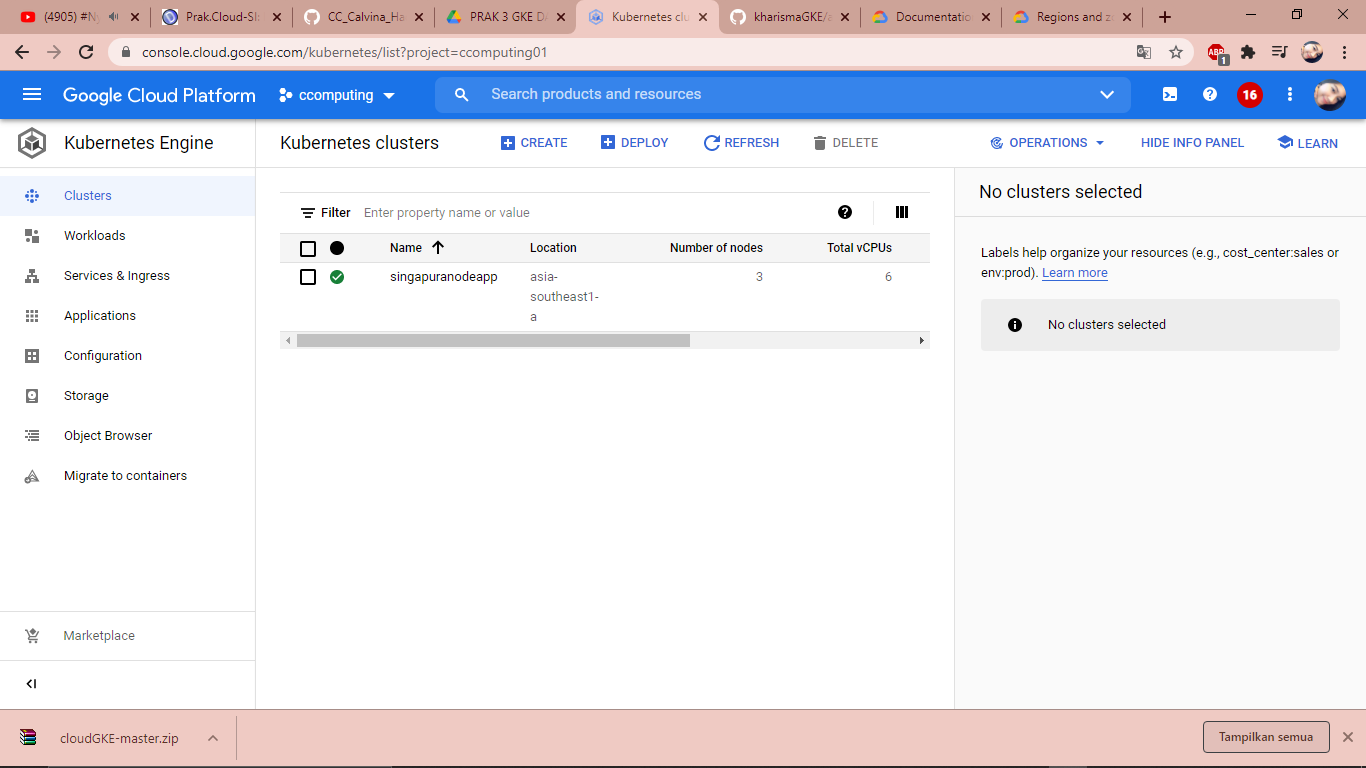 (4905) #Ny
Prak.Cloud-SI:
CC_Calvina_Ha
PRAK 3 GKE D
Kubernetes clu
kharismaGKE/a
Documentatio
Regions and zo
console.cloud.google.com/kubernetes/list?project=ccomputing01
ABP
1
Google Cloud Platform
ccomputing
Search products and resources
16
Kubernetes Engine
Kubernetes clusters
CREATE
DEPLOY
REFRESH
DELETE
OPERATIONS
HIDE INFO PANEL
LEARN
Clusters
Workloads
Services & Ingress
Applications
Configuration
Storage
Object Browser
Migrate to containers
Marketplace
Filter Enter property name or value
Name Location Number of nodes Total vCPUs
singapuranodeapp asia- 3 6
southeast1-
a
No clusters selected
Labels help organize your resources (e.g., cost_center:sales or
env:prod). Learn more
No clusters selected
cloudGKE-master.zip
Tampilkan semua